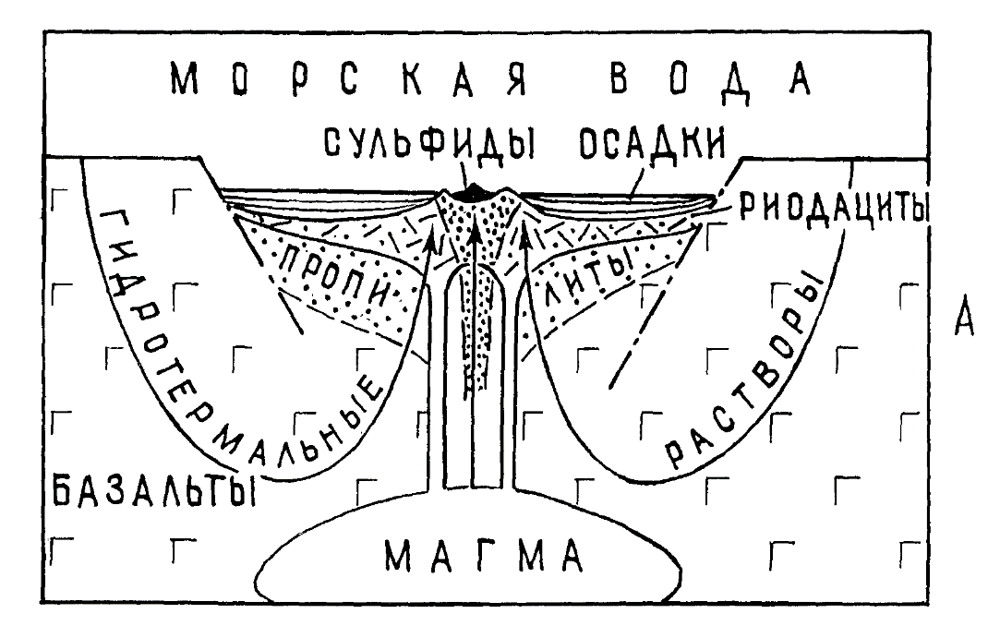 МОРСКАЯ ВОДА
СУЛЬФИДЫ ОСАДКИ
РИОДАЦИТЫ
ПРОПИ ЛИТЫ
ГИДРОТЕРМАЛЬНЫЕ РАСТВОРЫ
А
БАЗАЛЬТЫ
МАГМА